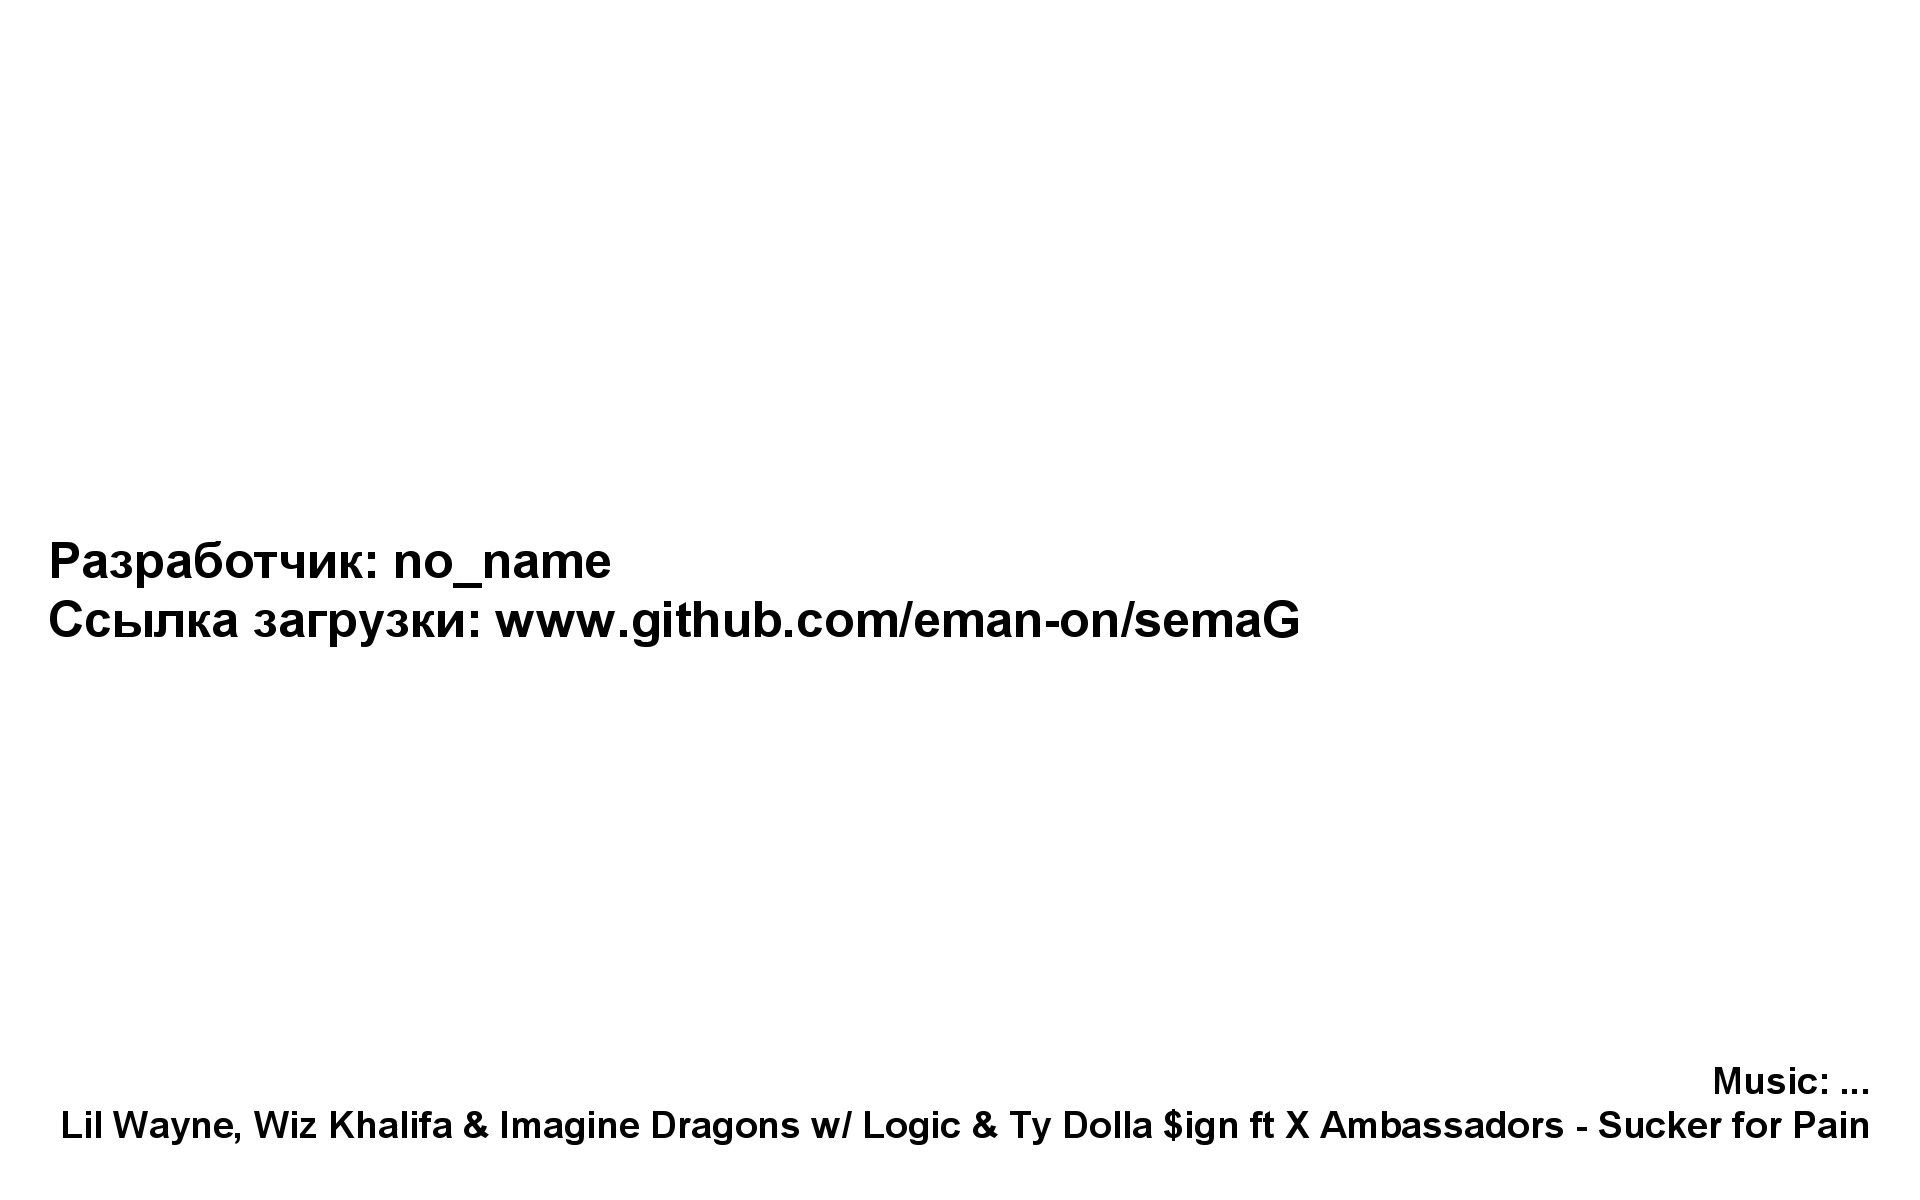 Разработчик: no_name
Ссылка загрузки: www.github.com/eman-on/semaG
Music: ...
Lil Wayne, Wiz Khalifa & Imagine Dragons w/ Logic & Ty Dolla $ign ft X Ambassadors - Sucker for Pain